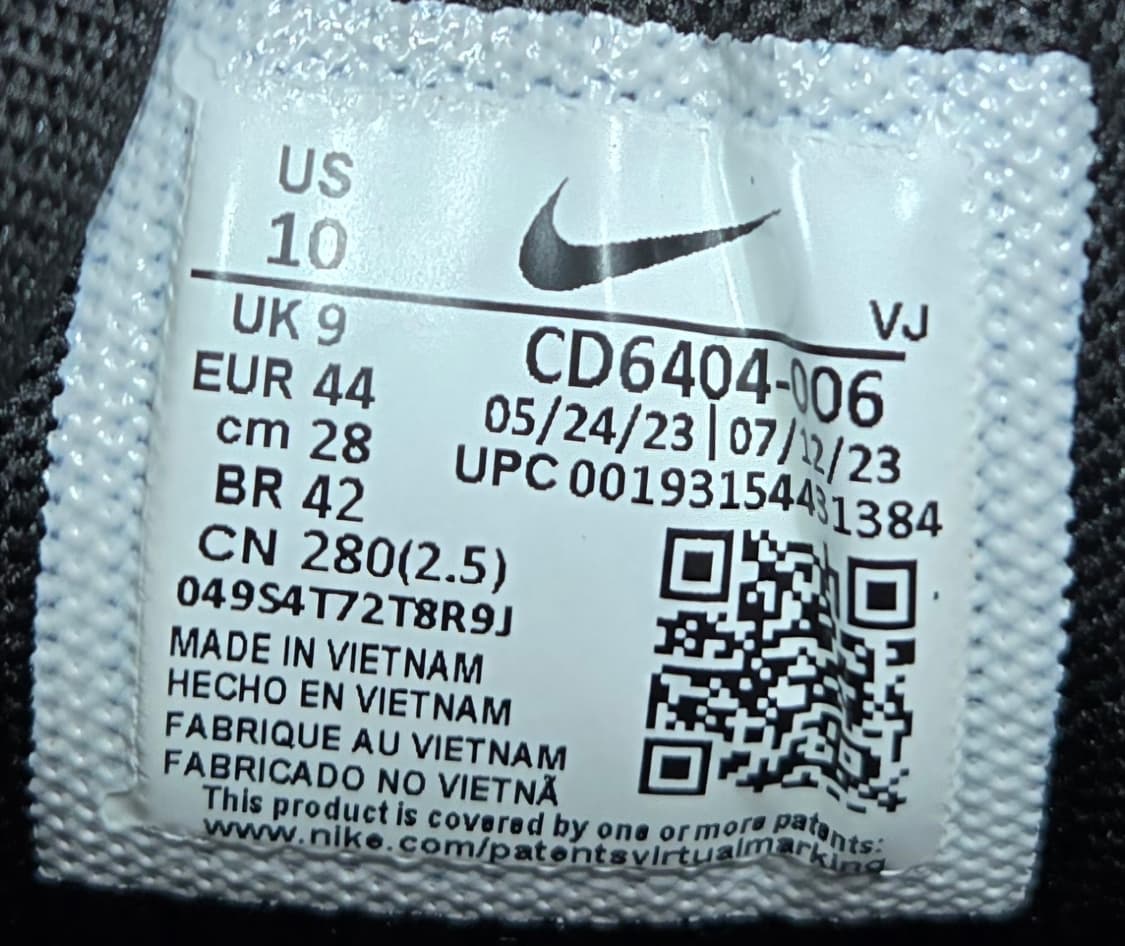 US
10
VJ
UK 9
EUR 44
cm 28
BR 42
CN 280(2.5)
CD6404-006
05/24/23 | 07/12/23
UPC 00193154431384
049S4T72T8R9J
MADE IN VIETNAM
HECHO EN VIETNAM
FABRIQUE AU VIETNAM
FABRICADO NO VIETNÃ
This product is covered by one or more patents:
www.nike.com/patentsvirtualmarking